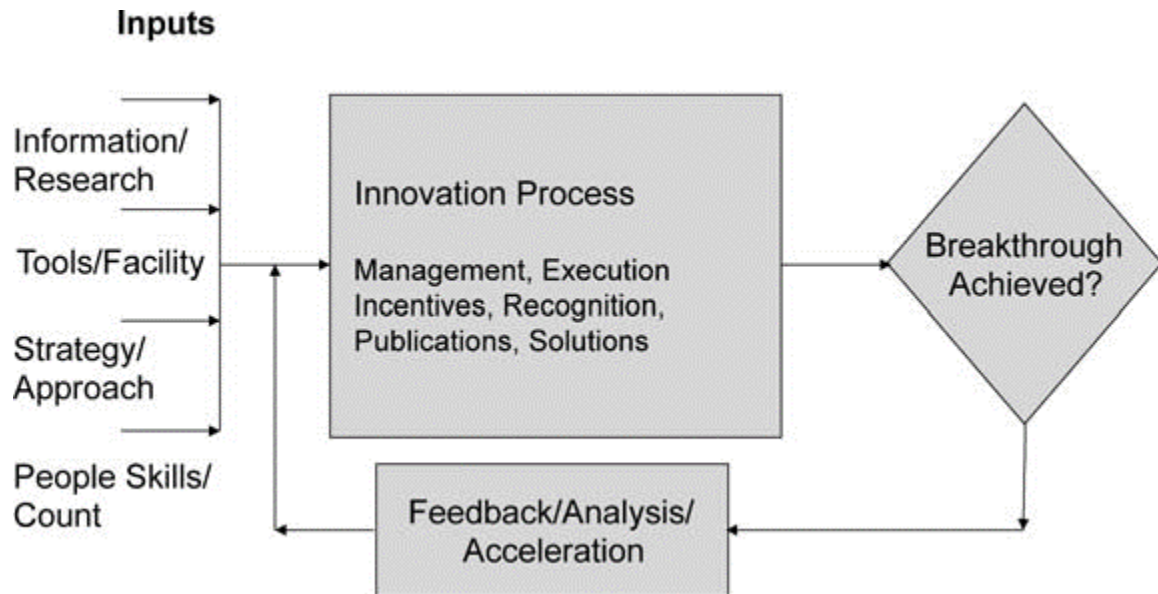 Inputs
Information/
Research
Tools/Facility
Strategy/
Approach
People Skills/
Count
Innovation Process
Management, Execution
Incentives, Recognition,
Publications, Solutions
Breakthrough
Achieved?
Feedback/Analysis/
Acceleration